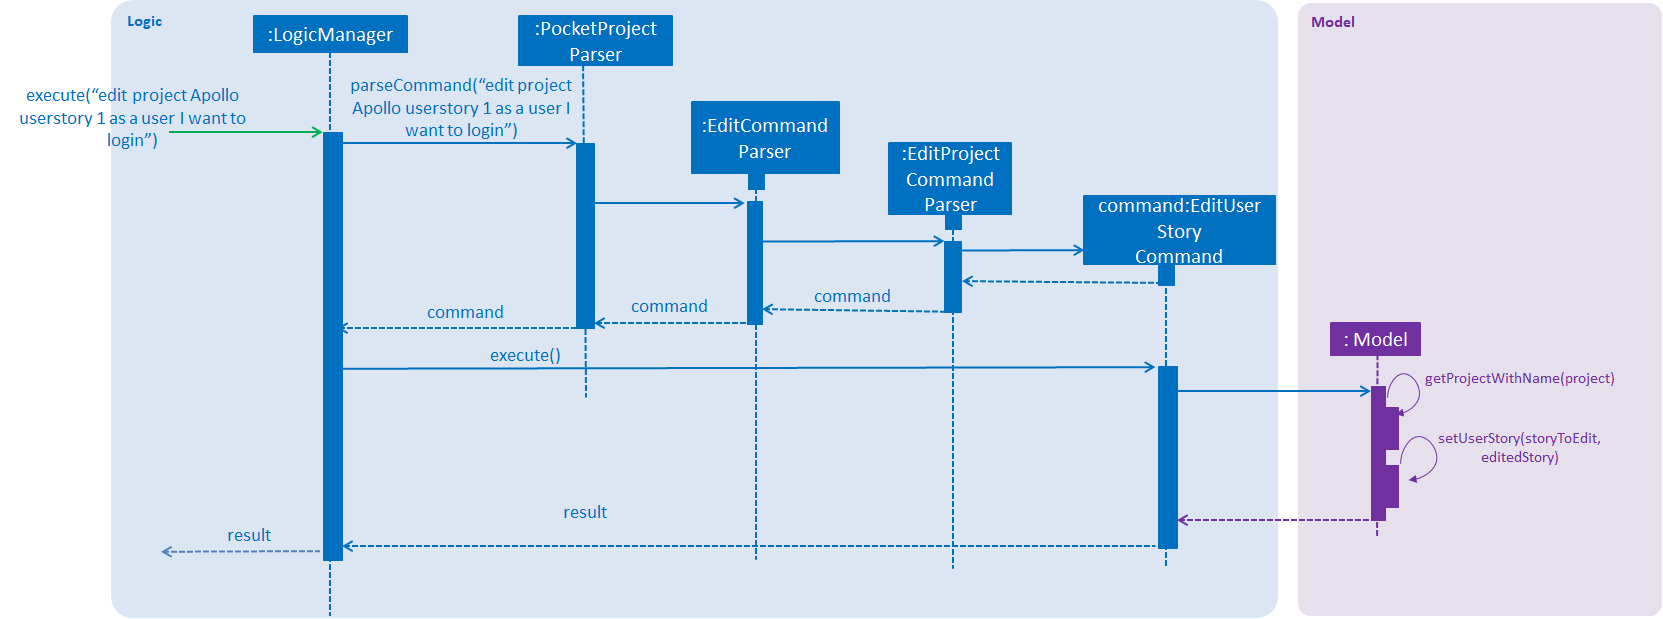 Logic
Model
:LogicManager
:PocketProject
Parser
execute(“edit project Apollo
userstory 1 as a user I want to
login”)
parseCommand(“edit project
Apollo userstory 1 as a user I
want to login”)
:EditCommand
Parser
:EditProject
Command
Parser
command:EditUser
Story
Command
command
command
command
execute()
: Model
getProjectWithName(project)
setUserStory(storyToEdit,
editedStory)
result
result